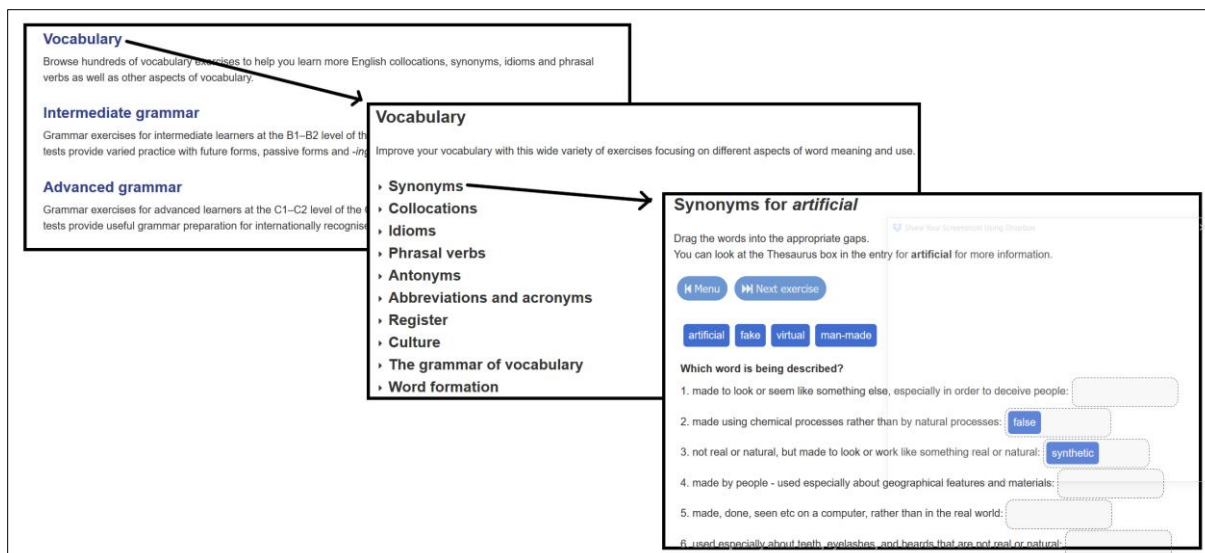 Vocabulary
Browse hundreds of vocabulary exercises to help you learn more English collocations, synonyms, idioms and phrasal
verbs as well as other aspects of vocabulary.
Intermediate grammar
Grammar exercises for intermediate learners at the B1–B2 level of
tests provide varied practice with future forms, passive forms and
Advanced grammar
Grammar exercises for advanced learners at the C1–C2 level of the
tests provide useful grammar preparation for internationally
Vocabulary
Improve your vocabulary with this wide variety of exercises focusing on different aspects of word meaning and use.
Synonyms
Collocations
Idioms
Phrasal verbs
Antonyms
Abbreviations and acronyms
Register
Culture
The grammar of vocabulary
Word formation
Synonyms for artificial
Share Your Screenshot Using Dropbox
Drag the words into the appropriate gaps.
You can look at the Thesaurus box in the entry for artificial for more information.
Menu Next exercise
artificial fake virtual man-made
Which word is being described?
1. made to look or seem like something else, especially in order to deceive people:
2. made using chemical processes rather than by natural processes: false
3. not real or natural, but made to look or work like something real or natural: synthetic
4. made by people - used especially about geographical features and materials:
5. made, done, seen etc on a computer, rather than in the real world:
6. used especially about teeth, eyelashes, and beards that are not real or natural: